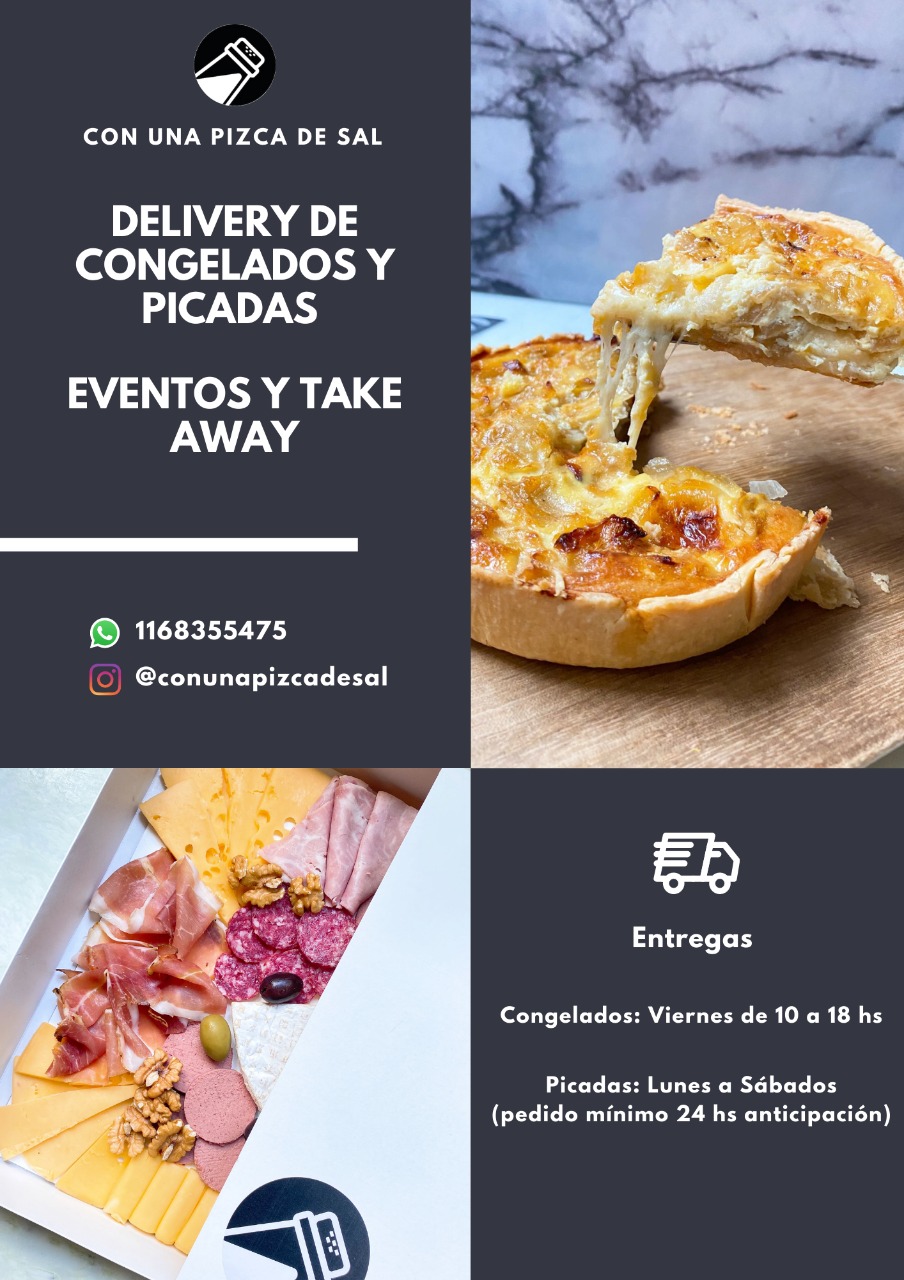 CON UNA PIZCA DE SAL
DELIVERY DE
CONGELADOS Y
PICADAS
EVENTOS Y TAKE
AWAY
1168355475
@conunapizcadesal
Entregas
Congelados: Viernes de 10 a 18 hs
Picadas: Lunes a Sábados
(pedido mínimo 24 hs anticipación)